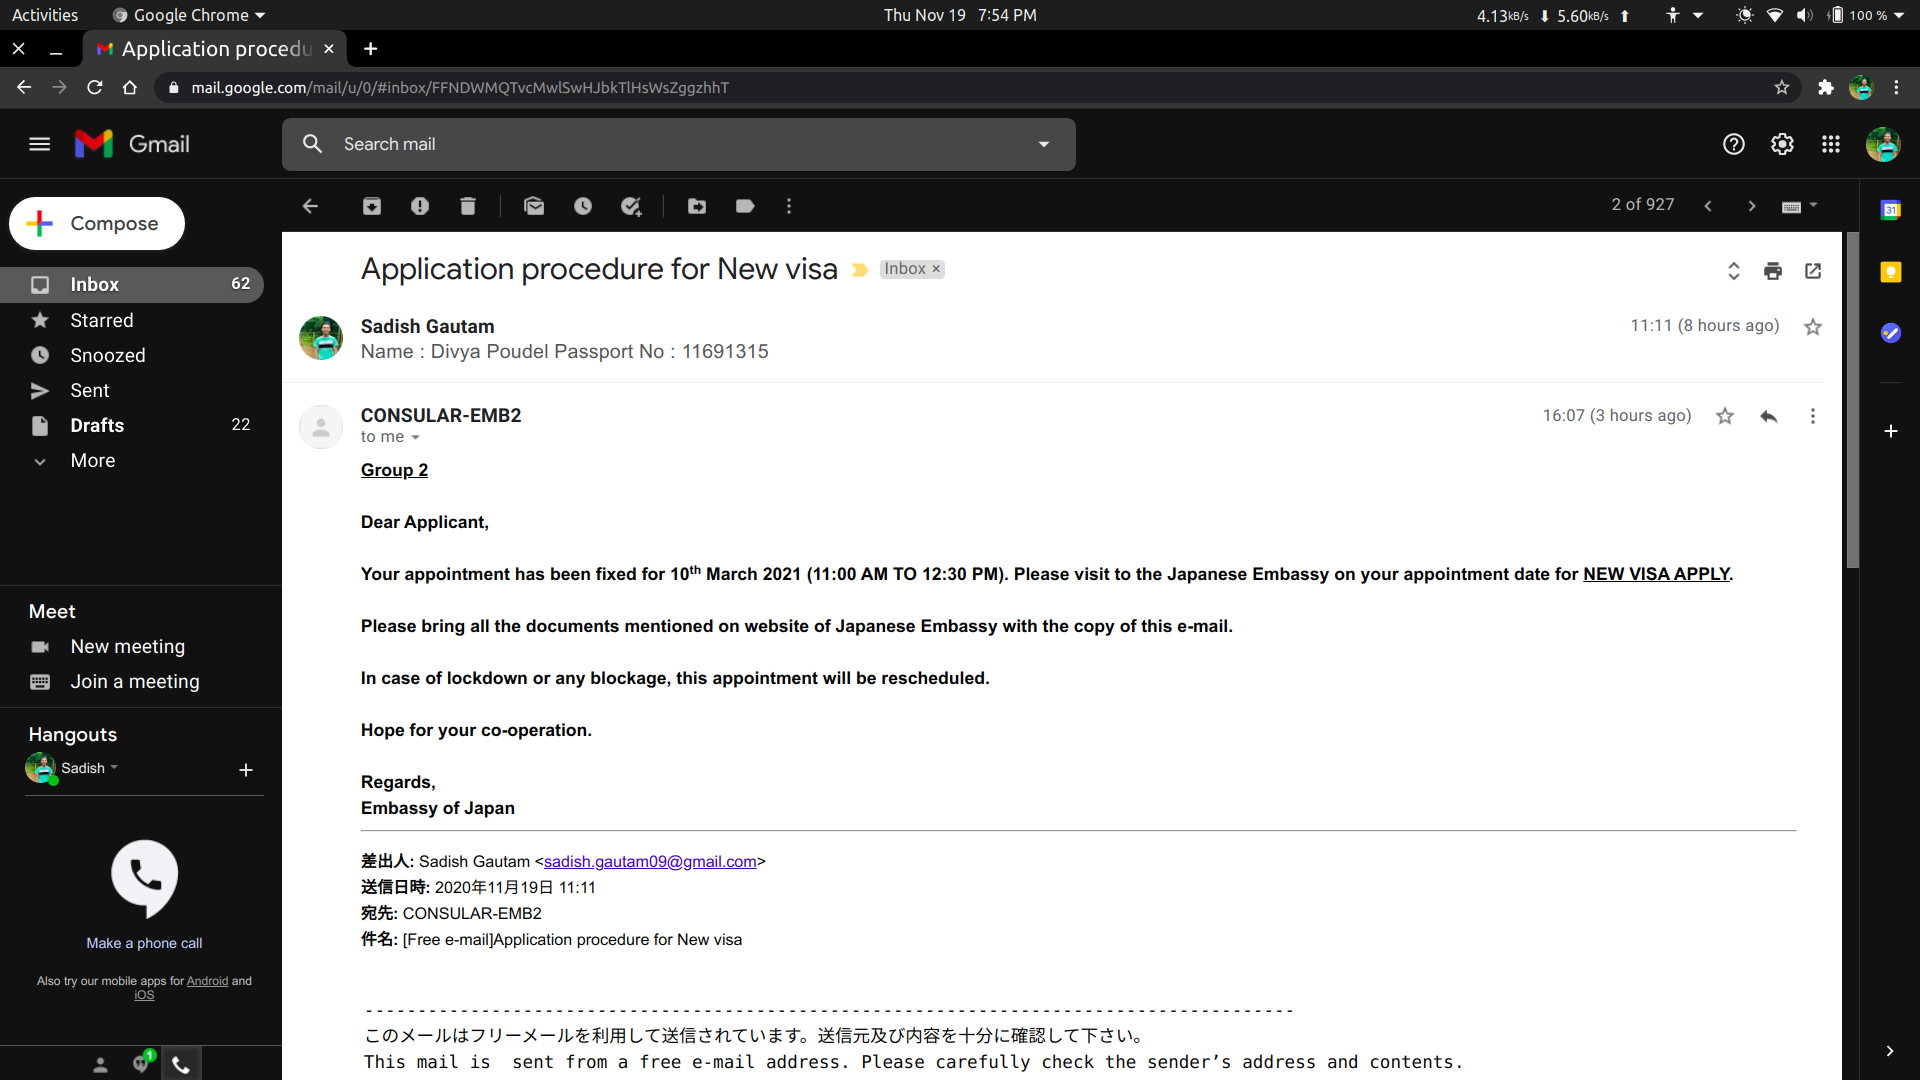 Activities
Google Chrome
Thu Nov 19 7:54 PM
4.13kB/s 5.60kB/s 100 %
Application procedu
mail.google.com/mail/u/0/#inbox/FFNDWMQTvcMwlSwHJbkTlHsWsZggzhhT
Gmail
Search mail
Compose
2 of 927
Inbox 62
Starred
Snoozed
Sent
Drafts 22
More
Meet
New meeting
Join a meeting
Hangouts
Sadish
Make a phone call
Also try our mobile apps for Android and
iOS
1
31
Application procedure for New visa
Inbox ×
Sadish Gautam
11:11 (8 hours ago)
Name : Divya Poudel Passport No : 11691315
CONSULAR-EMB2
16:07 (3 hours ago)
to me
Group 2
Dear Applicant,
Your appointment has been fixed for 10th March 2021 (11:00 AM TO 12:30 PM). Please visit to the Japanese Embassy on your appointment date for NEW VISA APPLY.
Please bring all the documents mentioned on website of Japanese Embassy with the copy of this e-mail.
In case of lockdown or any blockage, this appointment will be rescheduled.
Hope for your co-operation.
Regards,
Embassy of Japan
差出人: Sadish Gautam <sadish.gautam09@gmail.com>
送信日時: 2020年11月19日 11:11
宛先: CONSULAR-EMB2
件名: [Free e-mail]Application procedure for New visa
----------------------------------------------------------------------------------------
このメールはフリーメールを利用して送信されています。送信元及び内容を十分に確認して下さい。
This mail is  sent from a free e-mail address. Please carefully check the sender’s address and contents.